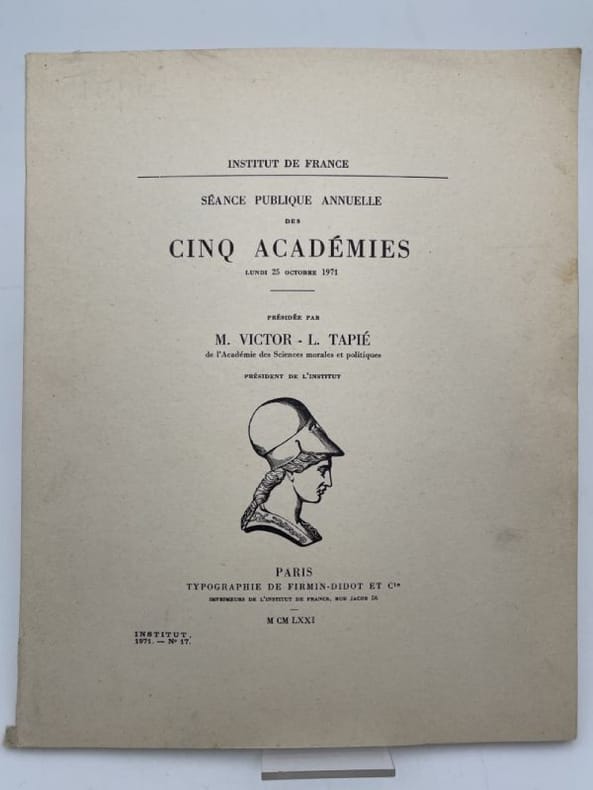 INSTITUT DE FRANCE
SÉANCE PUBLIQUE ANNUELLE
DES
CINQ ACADÉMIES
LUNDI 25 OCTOBRE 1971
PRÉSIDÉE PAR
M. VICTOR - L. TAPIÉ
de l'Académie des Sciences morales et politiques
PRÉSIDENT DE L'INSTITUT
PARIS
TYPOGRAPHIE DE FIRMIN-DIDOT ET Cie
IMPRIMEURS DE L'INSTITUT DE FRANCE, RUE JACOB 56
M CM LXXI
INSTITUT.
1971. — N° 17.